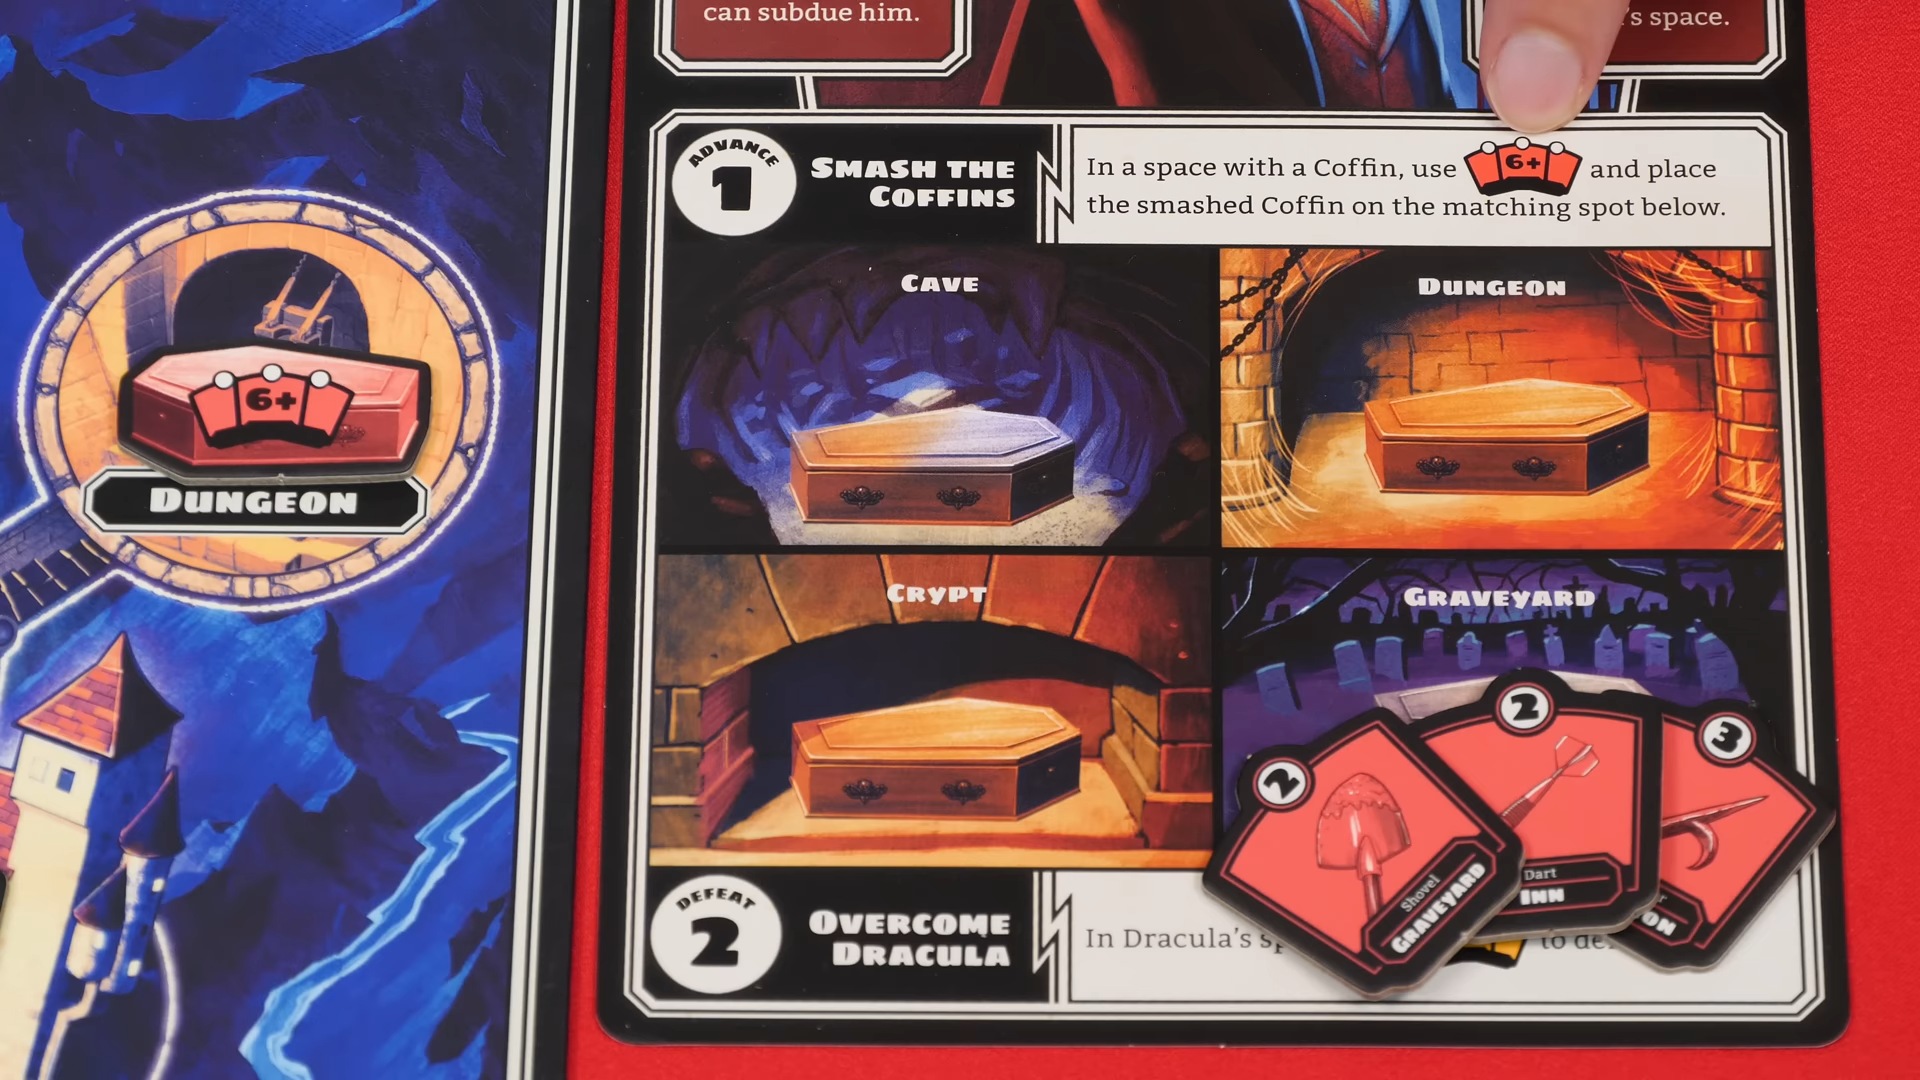 can subdue him.
's space.
ADVANCE
1
SMASH THE
COFFINS
In a space with a Coffin, use 6+ and place
the smashed Coffin on the matching spot below.
CAVE
DUNGEON
6+
DUNGEON
CRYPT
GRAVEYARD
2
Shovel
GRAVEYARD
2
Dart
INN
3
DEFEAT
2
OVERCOME
DRACULA
In Dracula's
to